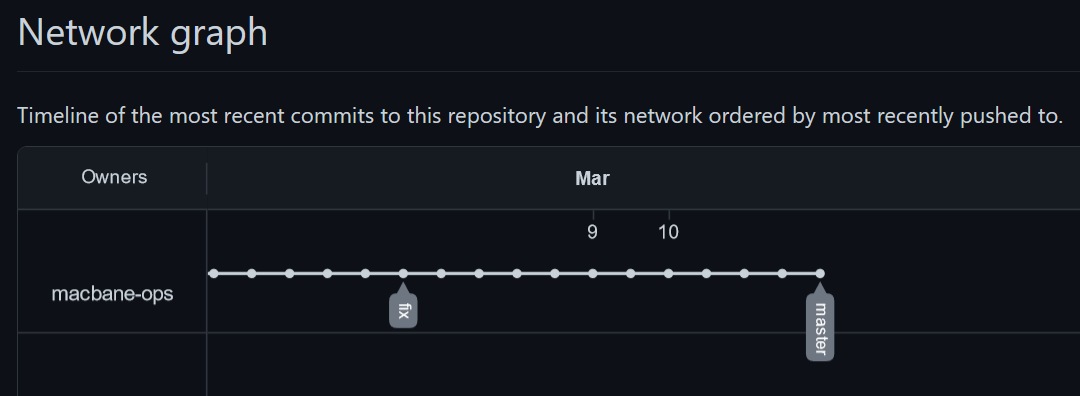 Network graph
Timeline of the most recent commits to this repository and its network ordered by most recently pushed to.
Owners
Mar
9
10
macbane-ops
fix
master